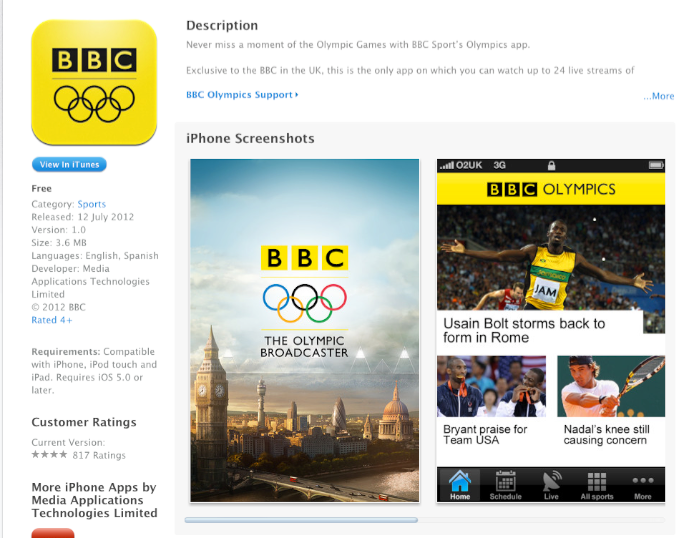 BBC
View In iTunes
Free
Category: Sports
Released: 12 July 2012
Version: 1.0
Size: 3.6 MB
Languages: English, Spanish
Developer: Media
Applications Technologies
Limited
© 2012 BBC
Rated 4+
Requirements: Compatible
with iPhone, iPod touch and
iPad. Requires iOS 5.0 or
later.
Customer Ratings
Current Version:
★★★★ 817 Ratings
More iPhone Apps by
Media Applications
Technologies Limited
Description
Never miss a moment of the Olympic Games with BBC Sport's Olympics app.
Exclusive to the BBC in the UK, this is the only app on which you can watch up to 24 live streams of
BBC Olympics Support
...More
iPhone Screenshots
BBC
THE OLYMPIC
BROADCASTER
O2UK 3G
BBC OLYMPICS
JAM
Usain Bolt storms back to
form in Rome
Bryant praise for
Team USA
Nadal's knee still
causing concern
Home Schedule Live All sports More